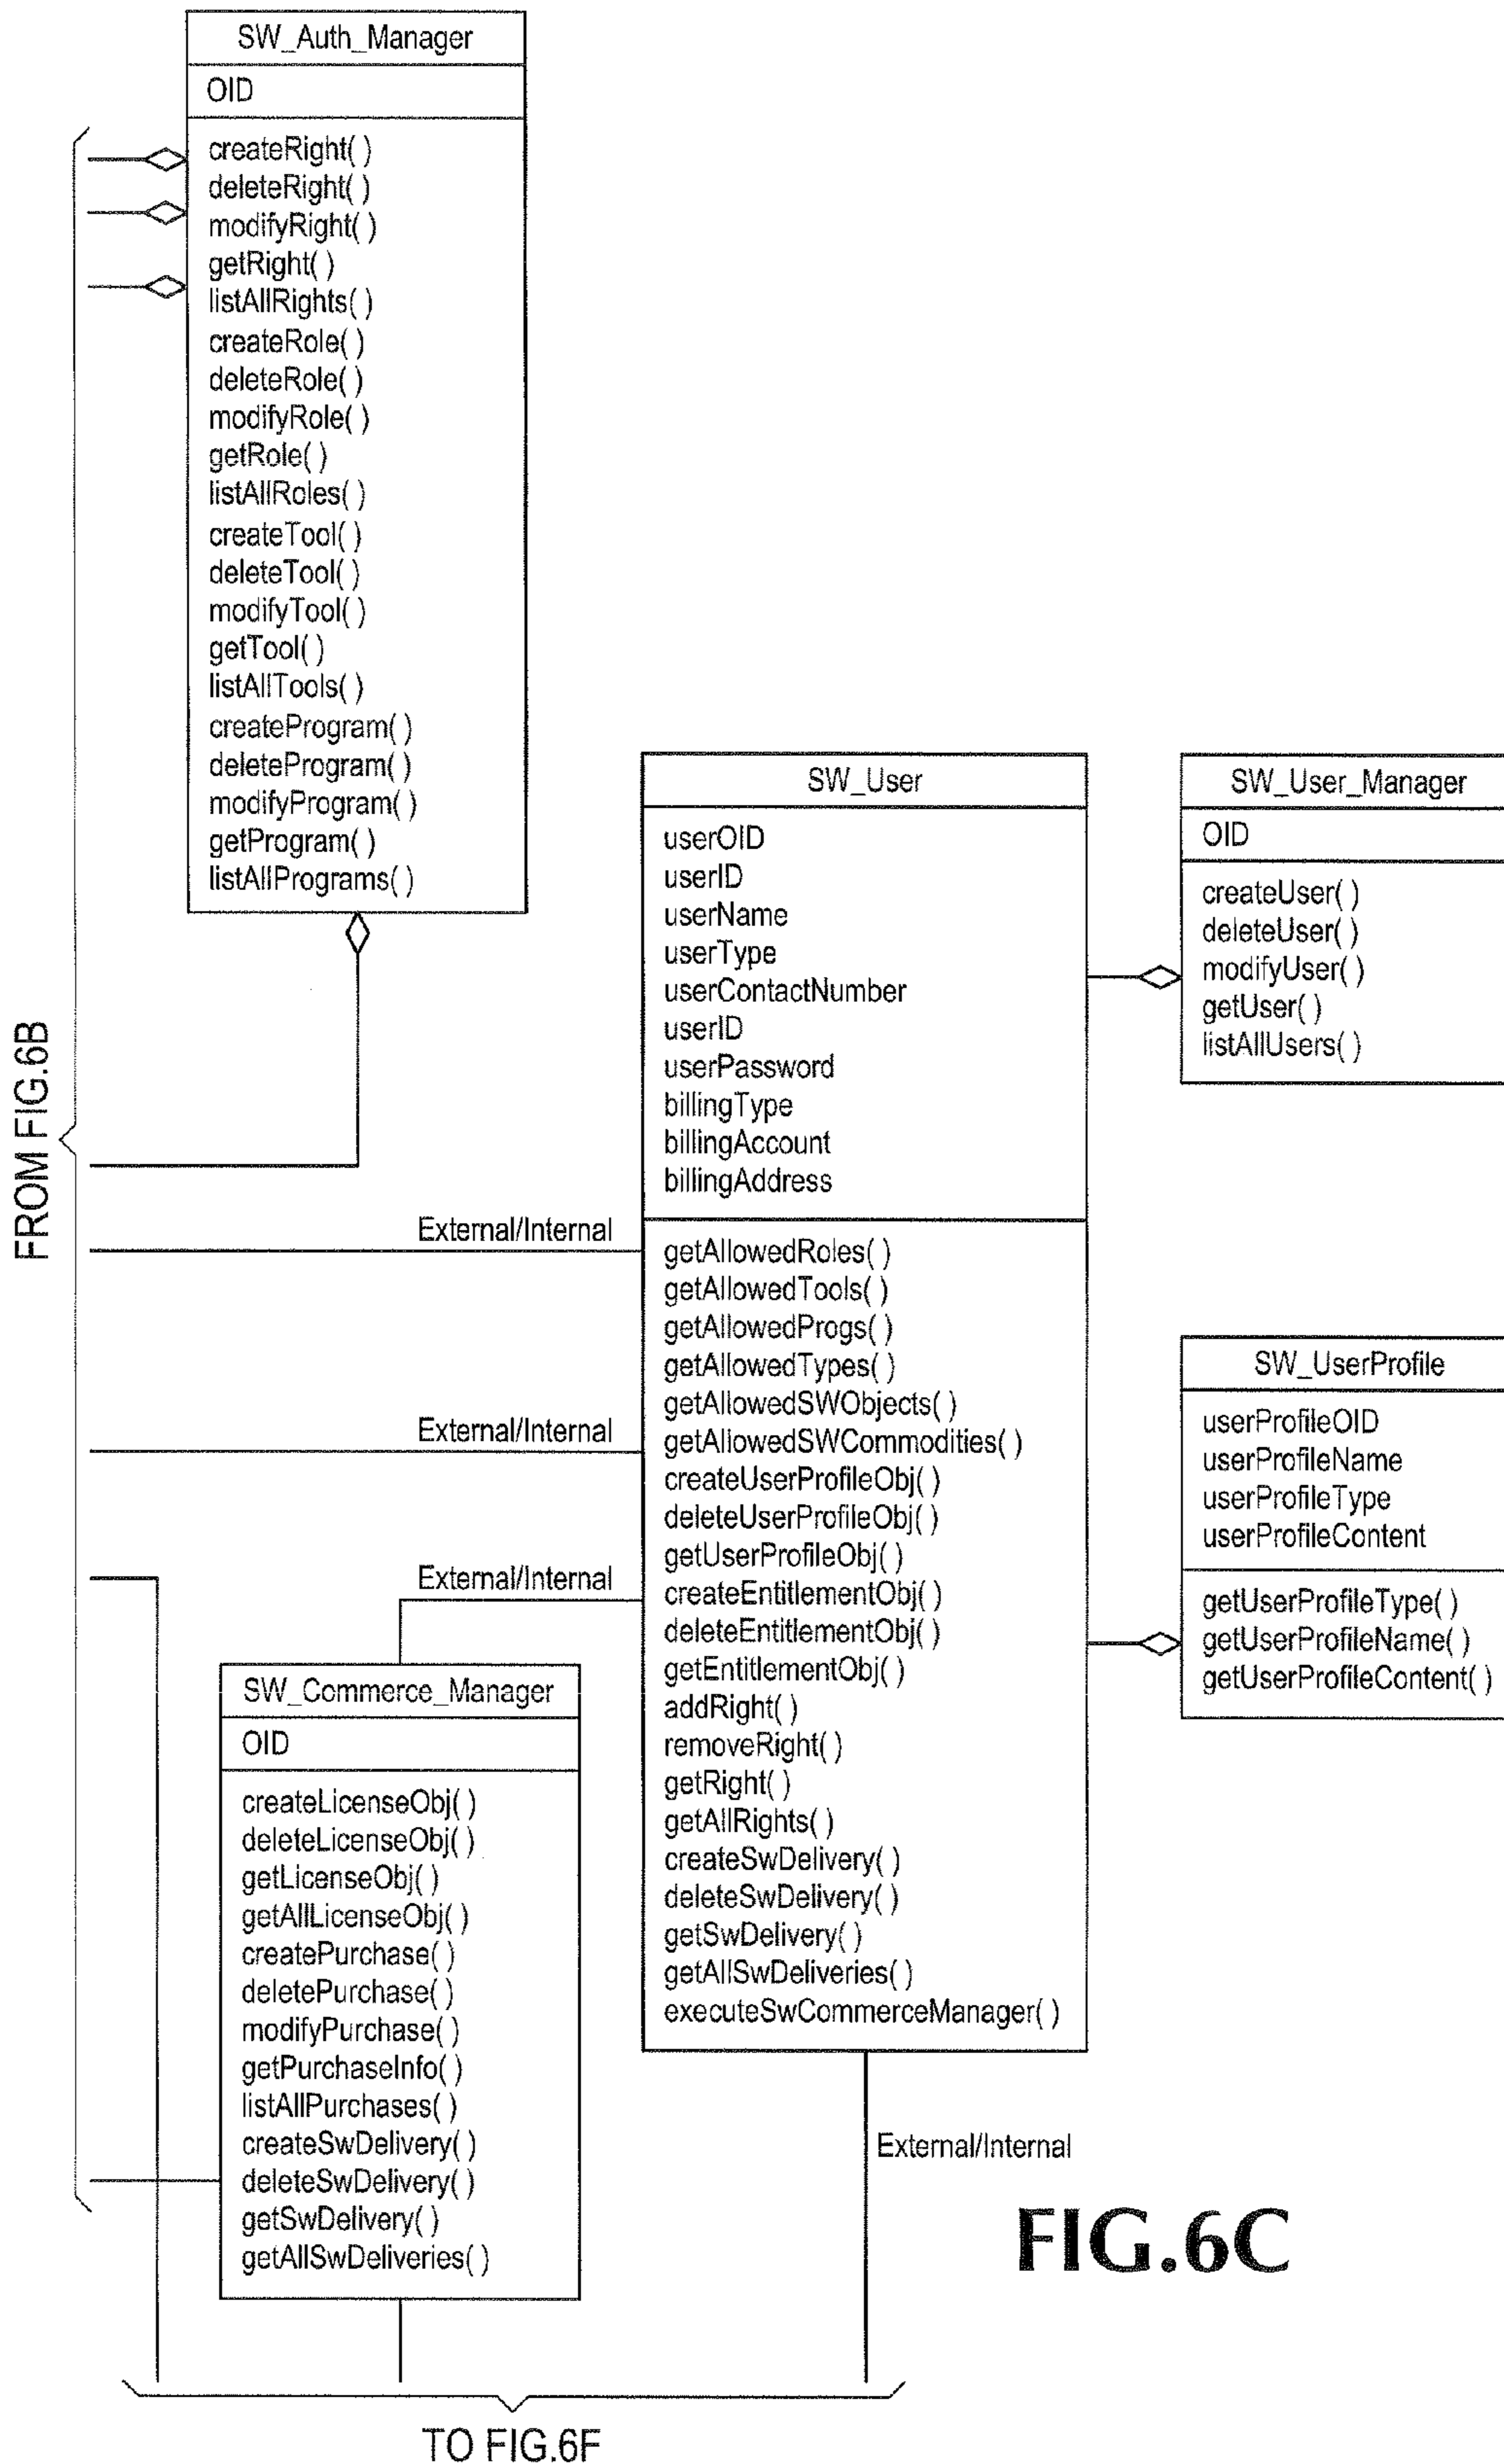 SW_Auth_Manager
OID
createRight( )
deleteRight( )
modifyRight( )
getRight( )
listAllRights( )
createRole( )
deleteRole( )
modifyRole( )
getRole( )
listAllRoles( )
createTool( )
deleteTool( )
modifyTool( )
getTool( )
listAllTools( )
createProgram( )
deleteProgram( )
modifyProgram( )
getProgram( )
listAllPrograms( )
FROM FIG.6B
SW_User
userOID
userID
userName
userType
userContactNumber
userID
userPassword
billingType
billingAccount
billingAddress
getAllowedRoles( )
getAllowedTools( )
getAllowedProgs( )
getAllowedTypes( )
getAllowedSWObjects( )
getAllowedSWCommodities( )
createUserProfileObj( )
deleteUserProfileObj( )
getUserProfileObj( )
createEntitlementObj( )
deleteEntitlementObj( )
getEntitlementObj( )
addRight( )
removeRight( )
getRight( )
getAllRights( )
createSwDelivery( )
deleteSwDelivery( )
getSwDelivery( )
getAllSwDeliveries( )
executeSwCommerceManager( )
SW_User_Manager
OID
createUser( )
deleteUser( )
modifyUser( )
getUser( )
listAllUsers( )
External/Internal
External/Internal
External/Internal
SW_UserProfile
userProfileOID
userProfileName
userProfileType
userProfileContent
getUserProfileType( )
getUserProfileName( )
getUserProfileContent( )
SW_Commerce_Manager
OID
createLicenseObj( )
deleteLicenseObj( )
getLicenseObj( )
getAllLicenseObj( )
createPurchase( )
deletePurchase( )
modifyPurchase( )
getPurchaseInfo( )
listAllPurchases( )
createSwDelivery( )
deleteSwDelivery( )
getSwDelivery( )
getAllSwDeliveries( )
External/Internal
FIG.6C
TO FIG.6F